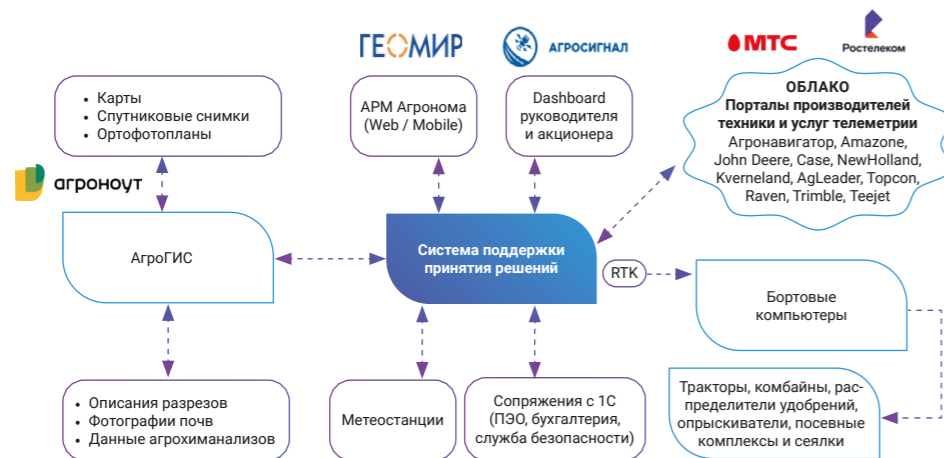 ГЕОМИР
АГРОСИГНАЛ
МТС
Ростелеком
• Карты
• Спутниковые снимки
• Ортофотопланы
АРМ Агронома
(Web / Mobile)
Dashboard
руководителя
и акционера
ОБЛАКО
Порталы производителей
техники и услуг телеметрии
Агронавигатор, Amazone,
John Deere, Case, NewHolland,
Kverneland, AgLeader, Topcon,
Raven, Trimble, Teejet
агроноут
АгроГИС
Система поддержки
принятия решений
RTK
Бортовые
компьютеры
• Описания разрезов
• Фотографии почв
• Данные агрохиманализов
Метеостанции
Сопряжения с 1С
(ПЭО, бухгалтерия,
служба безопасности)
Тракторы, комбайны, рас-
пределители удобрений,
опрыскиватели, посевные
комплексы и сеялки